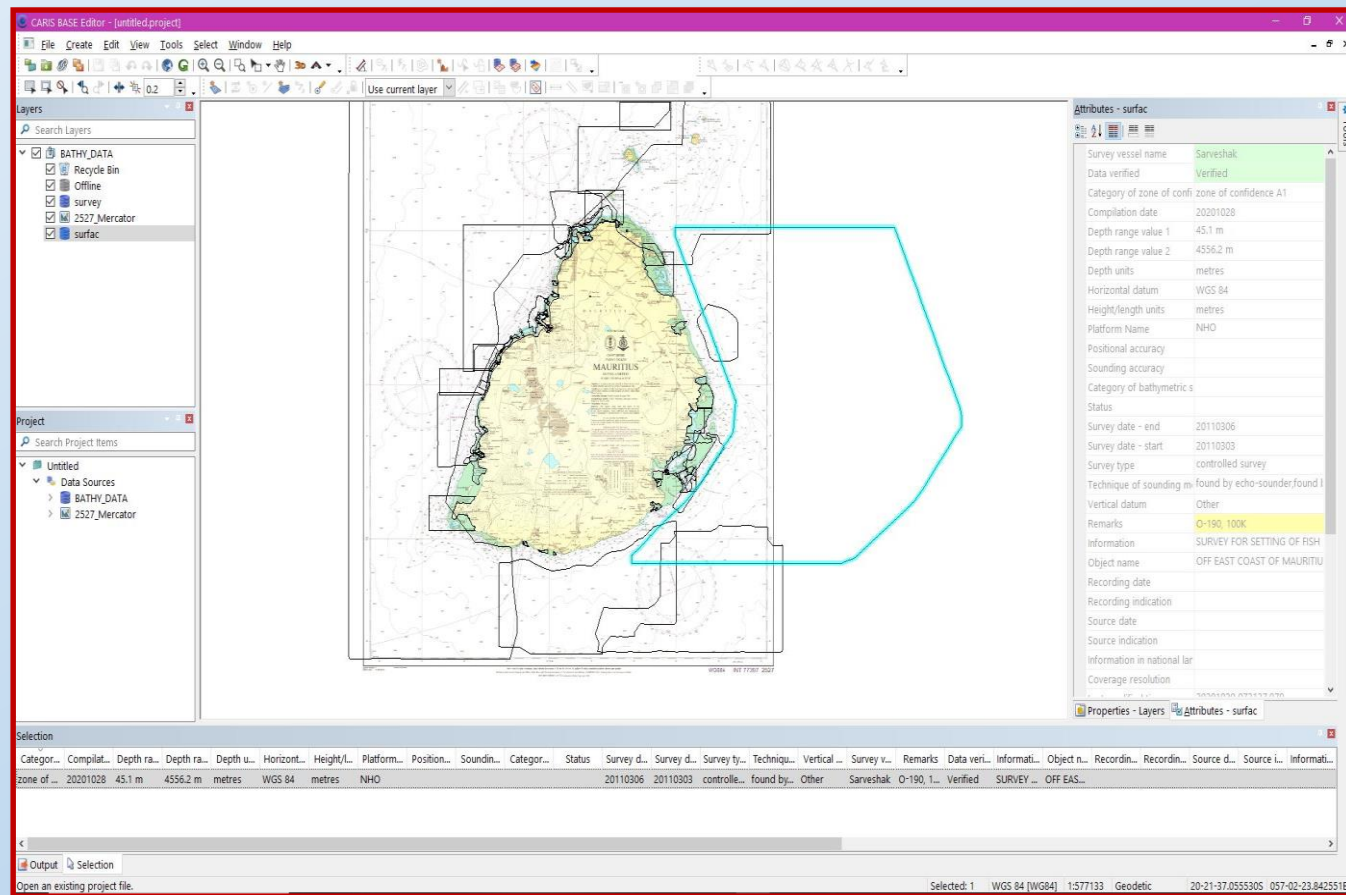 CARIS BASE Editor - [untitled.project]
File Create Edit View Tools Select Window Help
3D
0.2 Use current layer
Layers
Search Layers
BATHY_DATA
Recycle Bin
Offline
survey
2527_Mercator
surfac
Project
Search Project Items
Untitled
Data Sources
BATHY_DATA
2527_Mercator
MAURITIUS
Attributes - surfac
Survey vessel name Sarveshak
Data verified Verified
Category of zone of confi zone of confidence A1
Compilation date 20201028
Depth range value 1 45.1 m
Depth range value 2 4556.2 m
Depth units metres
Horizontal datum WGS 84
Height/length units metres
Platform Name NHO
Positional accuracy
Sounding accuracy
Category of bathymetric s
Status
Survey date - end 20110306
Survey date - start 20110303
Survey type controlled survey
Technique of sounding m found by echo-sounder,found l
Vertical datum Other
Remarks O-190, 100K
Information SURVEY FOR SETTING OF FISH
Object name OFF EAST COAST OF MAURITIU
Recording date
Recording indication
Source date
Source indication
Information in national lar
Coverage resolution
Properties - Layers Attributes - surfac
Selection
Categor... Compilat... Depth ra... Depth ra... Depth u... Horizont... Height/l... Platform... Position... Soundin... Categor... Status Survey d... Survey d... Survey ty... Techniqu... Vertical ... Survey v... Remarks Data veri... Informati... Object n... Recordin... Recordin... Source d... Source i... Informati...
zone of ... 20201028 45.1 m 4556.2 m metres WGS 84 metres NHO 20110306 20110303 controlle... found by... Other Sarveshak O-190, 1... Verified SURVEY ... OFF EAS...
Output Selection
Open an existing project file. Selected: 1 WGS 84 [WG84] 1:577133 Geodetic 20-21-37.055530S 057-02-23.842551E